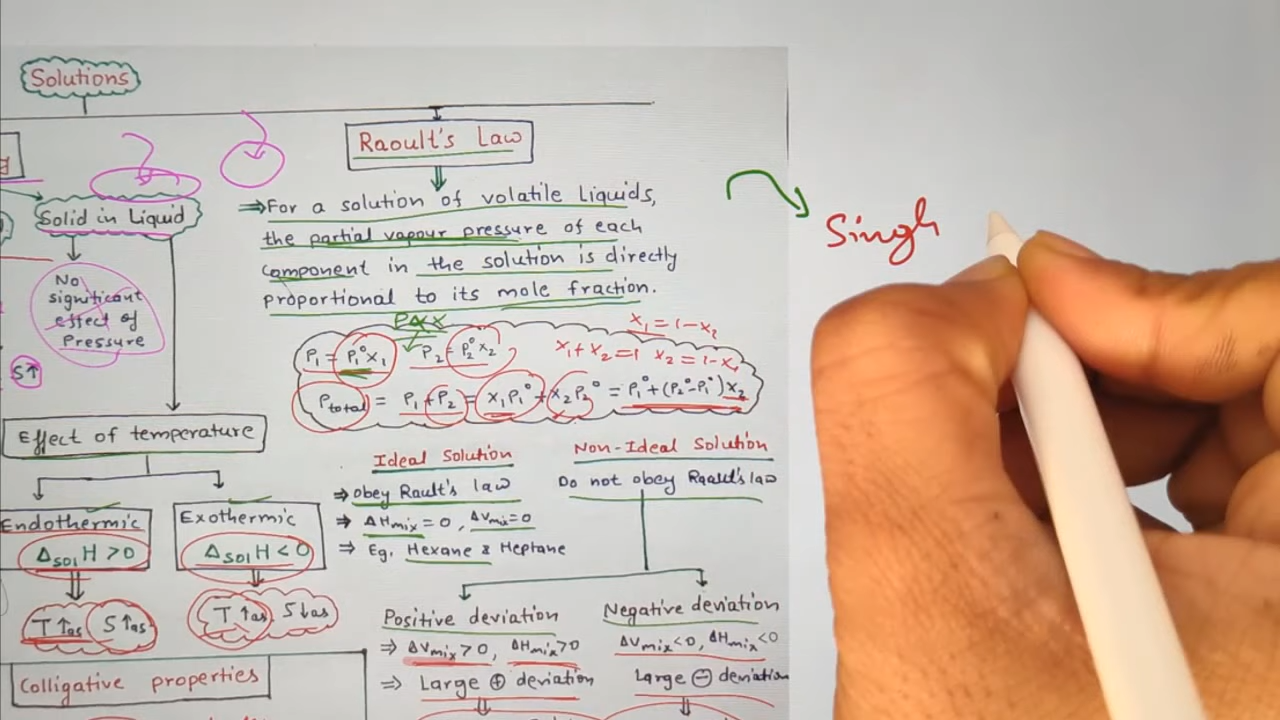 Solutions
Raoult's Law
Solid in Liquid
⇒ For a solution of volatile Liquids,
the partial vapour pressure of each
component in the solution is directly
proportional to its mole fraction.
No
significant
effect of
Pressure
S↑
P∝X
x₁ = 1-x₂
P₁ = P₁°x₁ P₂ = P₂°x₂ x₁+x₂=1 x₂=1-x₁
Ptotal = P₁ + P₂ = x₁P₁° + x₂P₂° = P₁° + (P₂°-P₁°)x₂
Singh
Effect of temperature
Endothermic
ΔsolH > 0
T↑as S↑as
Exothermic
ΔsolH < 0
T↑as S↓as
Ideal Solution
⇒ obey Rault's law
⇒ ΔHmix = 0, ΔVmix = 0
⇒ Eg. Hexane & Heptane
Non-Ideal Solution
Do not obey Raault's law
Positive deviation
⇒ ΔVmix > 0, ΔHmix > 0
⇒ Large ⊕ deviation
Negative deviation
ΔVmix < 0, ΔHmix < 0
Large ⊖ deviation
Colligative properties